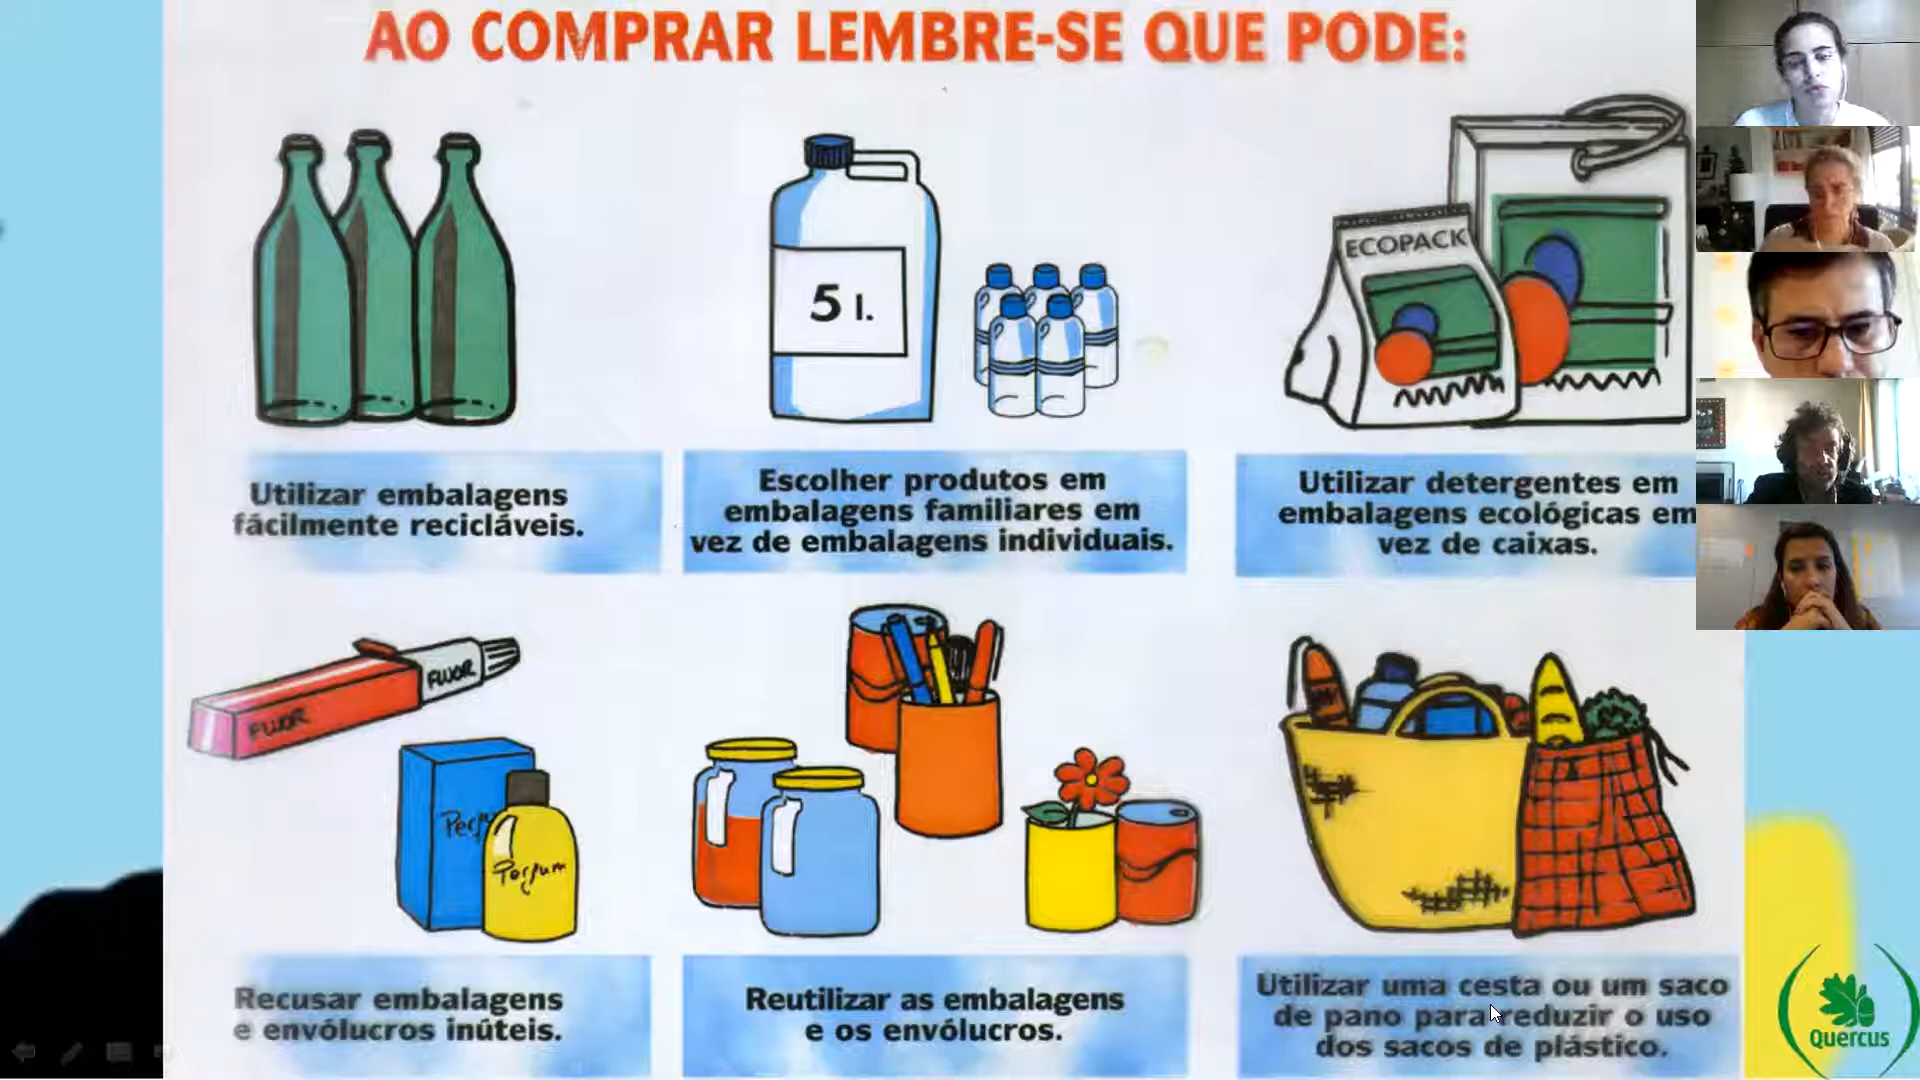 AO COMPRAR LEMBRE-SE QUE PODE:
5 l.
ECOPACK
Utilizar embalagens
fácilmente recicláveis.
Escolher produtos em
embalagens familiares em
vez de embalagens individuais.
Utilizar detergentes em
embalagens ecológicas em
vez de caixas.
FLUOR
FLUOR
Perfu
Perfum
Recusar embalagens
e envólucros inúteis.
Reutilizar as embalagens
e os envólucros.
Utilizar uma cesta ou um saco
de pano para reduzir o uso
dos sacos de plástico.
Quercus